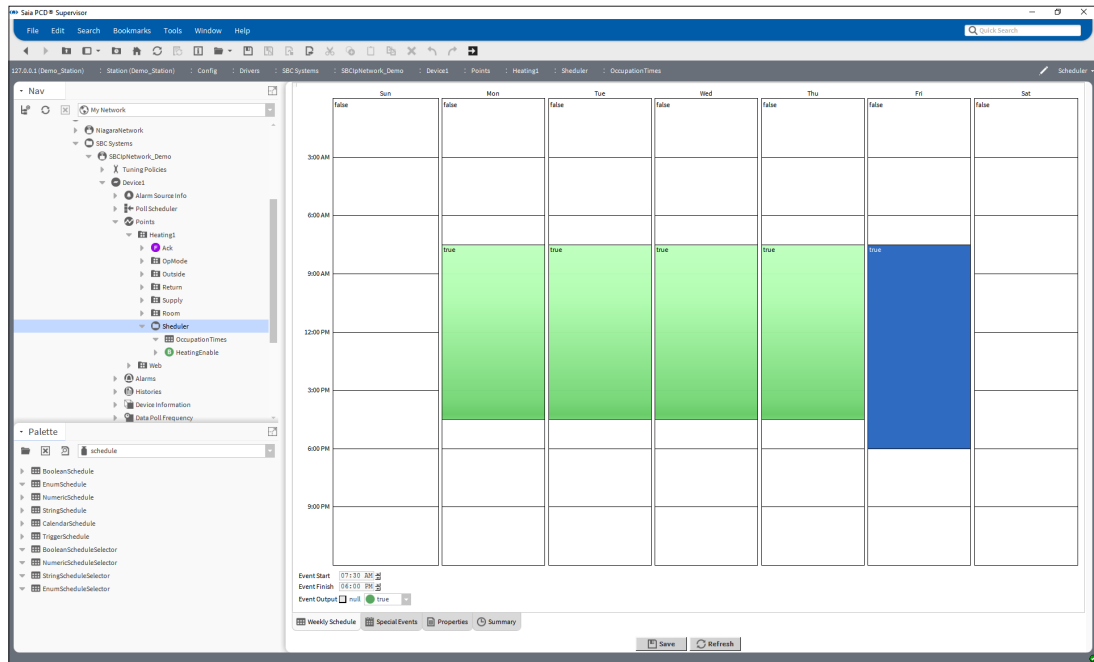 Saia PCD® Supervisor
File Edit Search Bookmarks Tools Window Help
Quick Search
127.0.0.1 (Demo_Station) : Station (Demo_Station) : Config : Drivers : SBC Systems : SBCIpNetwork_Demo : Device1 : Points : Heating1 : Sheduler : OccupationTimes
Scheduler
Nav
My Network
NiagaraNetwork
SBC Systems
SBCIpNetwork_Demo
Tuning Policies
Device1
Alarm Source Info
Poll Scheduler
Points
Heating1
Ack
OpMode
Outside
Return
Supply
Room
Sheduler
OccupationTimes
HeatingEnable
Web
Alarms
Histories
Device Information
Data Poll Frequency
Palette
schedule
BooleanSchedule
EnumSchedule
NumericSchedule
StringSchedule
CalendarSchedule
TriggerSchedule
BooleanScheduleSelector
NumericScheduleSelector
StringScheduleSelector
EnumScheduleSelector
Sun Mon Tue Wed Thu Fri Sat
false false false false false false false
3:00 AM
6:00 AM
true true true true true
9:00 AM
12:00 PM
3:00 PM
6:00 PM
9:00 PM
Event Start 07:30 AM
Event Finish 06:00 PM
Event Output null true
Weekly Schedule Special Events Properties Summary
Save Refresh